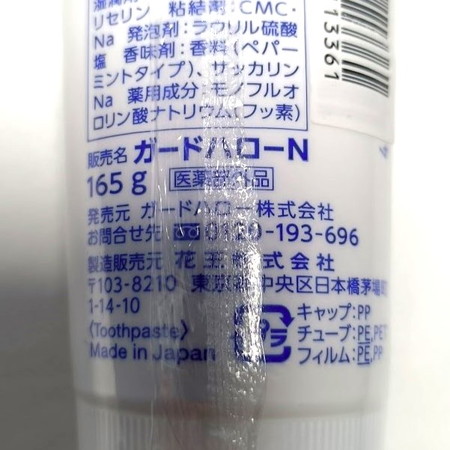 リセリン 粘結剤:CMC・
Na 発泡剤:ラウリル硫酸
塩 香味剤:香料(ペパー
ミントタイプ)、サッカリン
Na 薬用成分:モノフルオ
ロリン酸ナトリウム(フッ素)
13361
販売名 ガードハローN
165g 医薬部外品
発売元 ガードハロー株式会社
お問合せ先 0120-193-696
製造販売元 花王株式会社
〒103-8210 東京都中央区日本橋茅場町
1-14-10
〈Toothpaste〉
Made in Japan
プラ
キャップ:PP
チューブ:PE,PET
フィルム:PE,PP